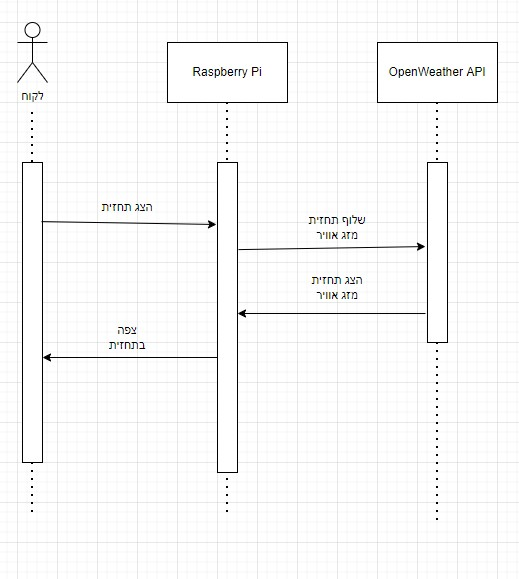 Raspberry Pi
OpenWeather API
לקוח
הצג תחזית
שלוף תחזית
מזג אוויר
הצג תחזית
מזג אוויר
צפה
בתחזית